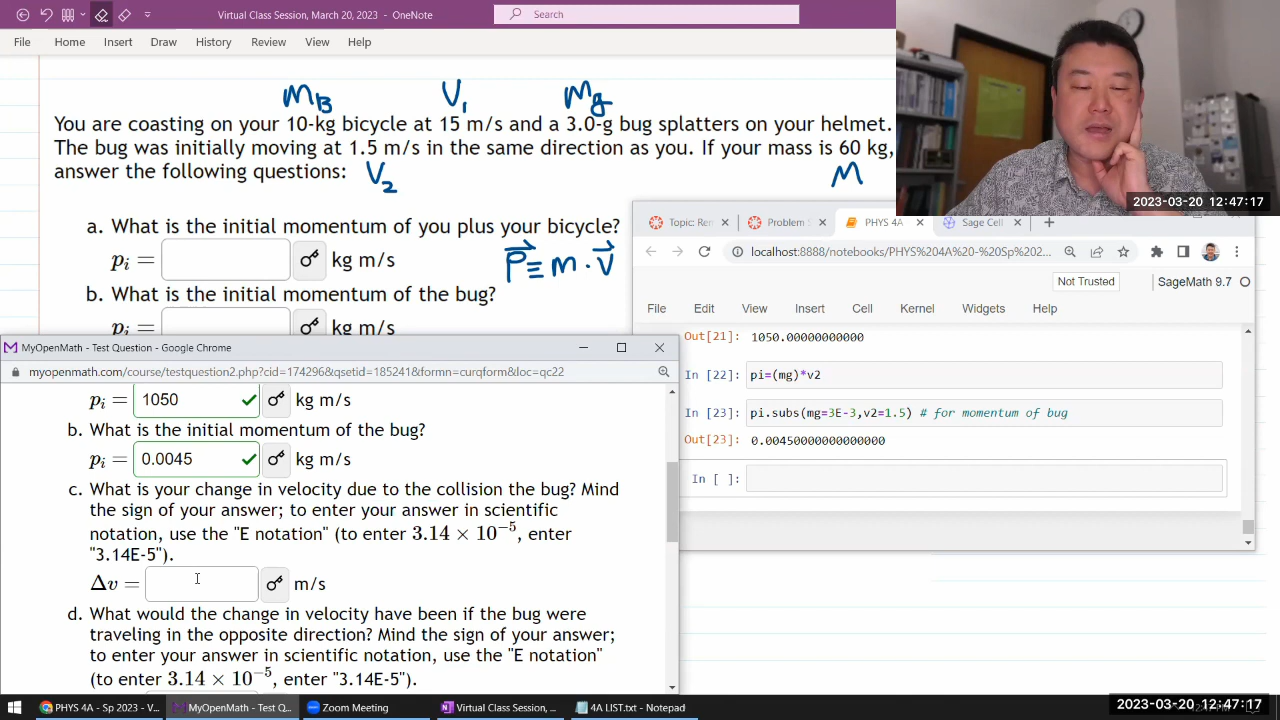 Virtual Class Session, March 20, 2023 - OneNote
Search
File Home Insert Draw History Review View Help
mB V1 mg
You are coasting on your 10-kg bicycle at 15 m/s and a 3.0-g bug splatters on your helmet.
The bug was initially moving at 1.5 m/s in the same direction as you. If your mass is 60 kg,
answer the following questions: V2 M
a. What is the initial momentum of you plus your bicycle?
pi = kg m/s
P ≡ m · V
b. What is the initial momentum of the bug?
pi = kg m/s
2023-03-20 12:47:17
Topic: Ren
Problem S
PHYS 4A
Sage Cell
localhost:8888/notebooks/PHYS%204A%20-%20Sp%202...
Not Trusted
SageMath 9.7
File Edit View Insert Cell Kernel Widgets Help
Out[21]: 1050.00000000000
In [22]: pi=(mg)*v2
In [23]: pi.subs(mg=3E-3,v2=1.5) # for momentum of bug
Out[23]: 0.00450000000000000
In [ ]:
MyOpenMath - Test Question - Google Chrome
myopenmath.com/course/testquestion2.php?cid=174296&qsetid=185241&formn=curqform&loc=qc22
pi = 1050 kg m/s
b. What is the initial momentum of the bug?
pi = 0.0045 kg m/s
c. What is your change in velocity due to the collision the bug? Mind
the sign of your answer; to enter your answer in scientific
notation, use the "E notation" (to enter 3.14 × 10⁻⁵, enter
"3.14E-5").
Δv = m/s
d. What would the change in velocity have been if the bug were
traveling in the opposite direction? Mind the sign of your answer;
to enter your answer in scientific notation, use the "E notation"
(to enter 3.14 × 10⁻⁵, enter "3.14E-5").
PHYS 4A - Sp 2023 - V...
MyOpenMath - Test Q...
Zoom Meeting
Virtual Class Session, ...
4A LIST.txt - Notepad
2023-03-20 12:47:17